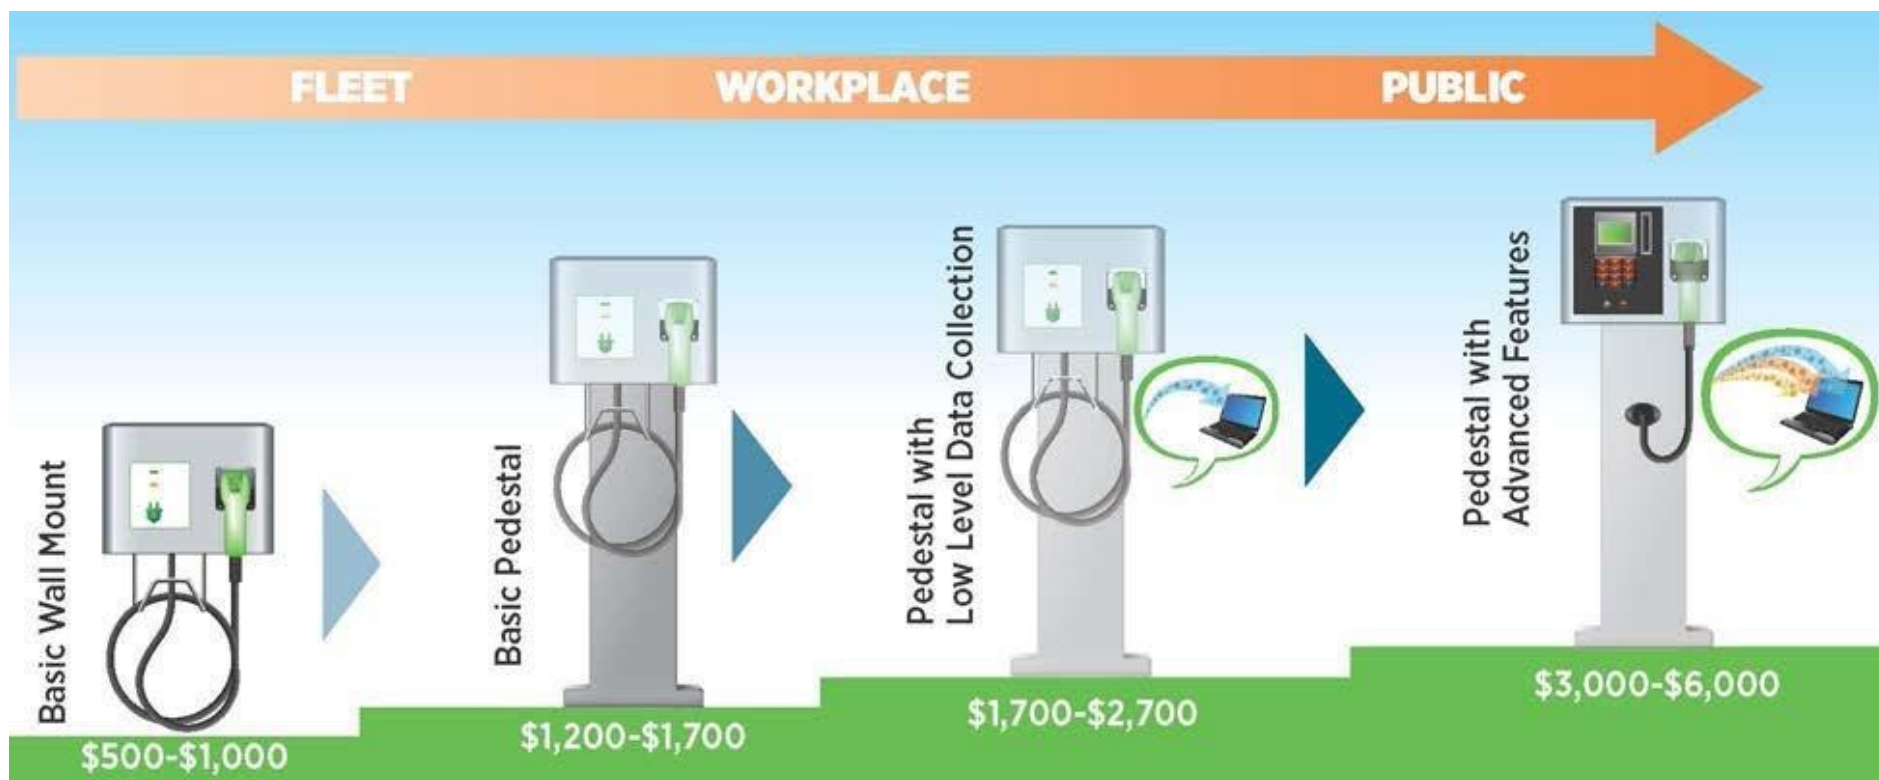 FLEET
WORKPLACE
PUBLIC
Basic Wall Mount
$500-$1,000
Basic Pedestal
$1,200-$1,700
Pedestal with
Low Level Data Collection
$1,700-$2,700
Pedestal with
Advanced Features
$3,000-$6,000